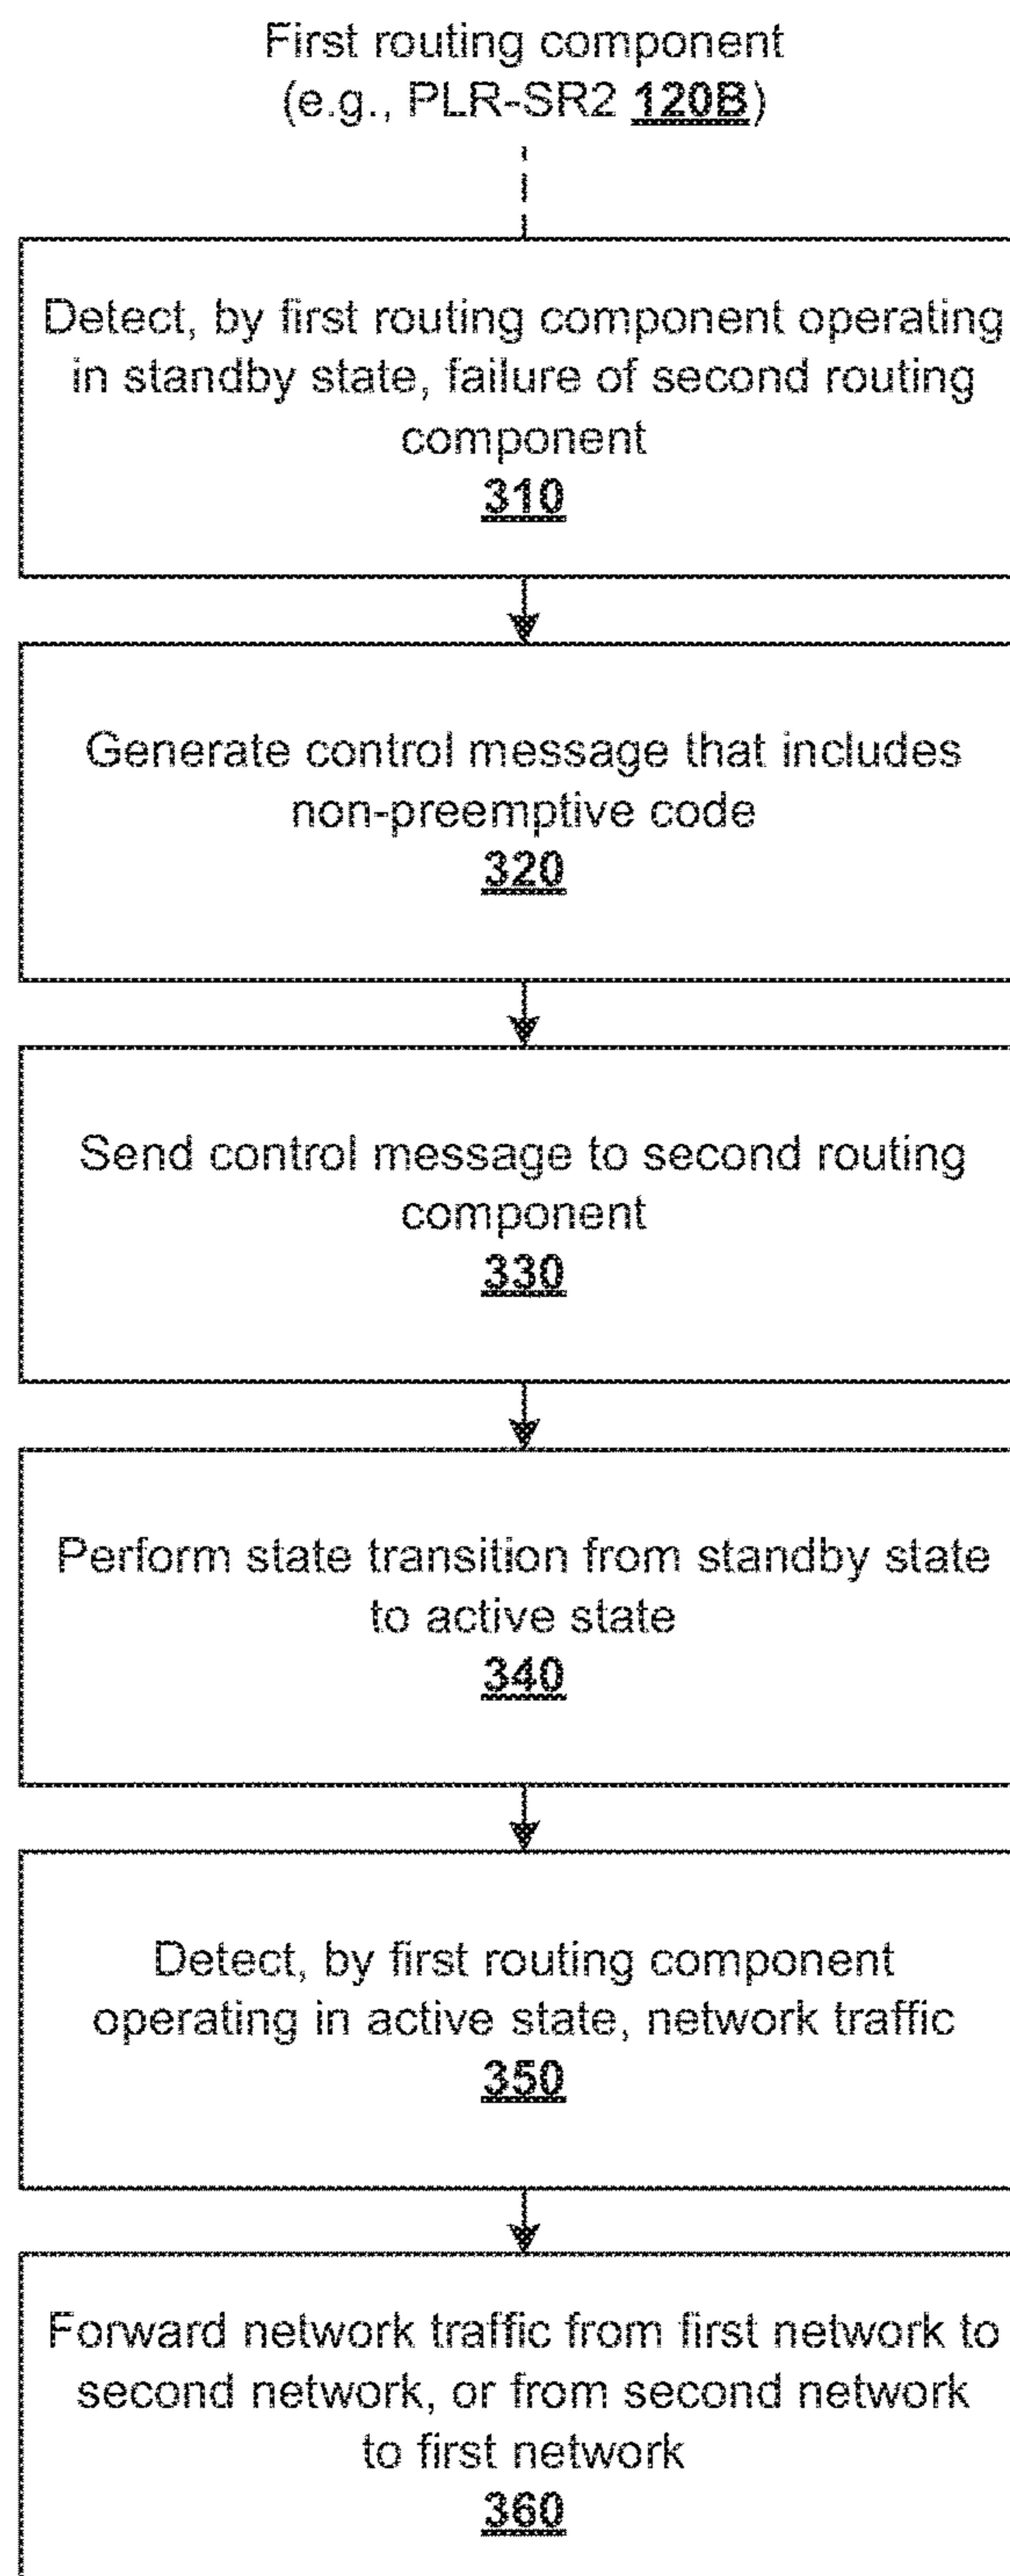 First routing component
(e.g., PLR-SR2 120B)
Detect, by first routing component operating
in standby state, failure of second routing
component
310
Generate control message that includes
non-preemptive code
320
Send control message to second routing
component
330
Perform state transition from standby state
to active state
340
Detect, by first routing component
operating in active state, network traffic
350
Forward network traffic from first network to
second network, or from second network
to first network
360